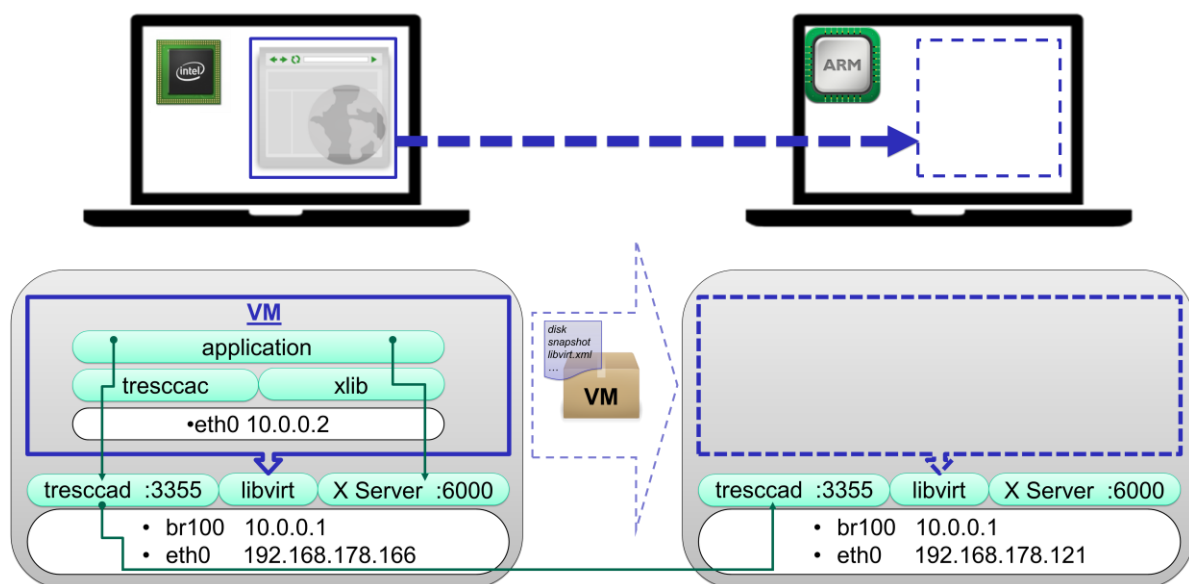 intel
ARM
VM
application
tresccac
xlib
•eth0 10.0.0.2
tresccad :3355
libvirt
X Server :6000
• br100 10.0.0.1
• eth0 192.168.178.166
disk
snapshot
libvirt.xml
...
VM
tresccad :3355
libvirt
X Server :6000
• br100 10.0.0.1
• eth0 192.168.178.121